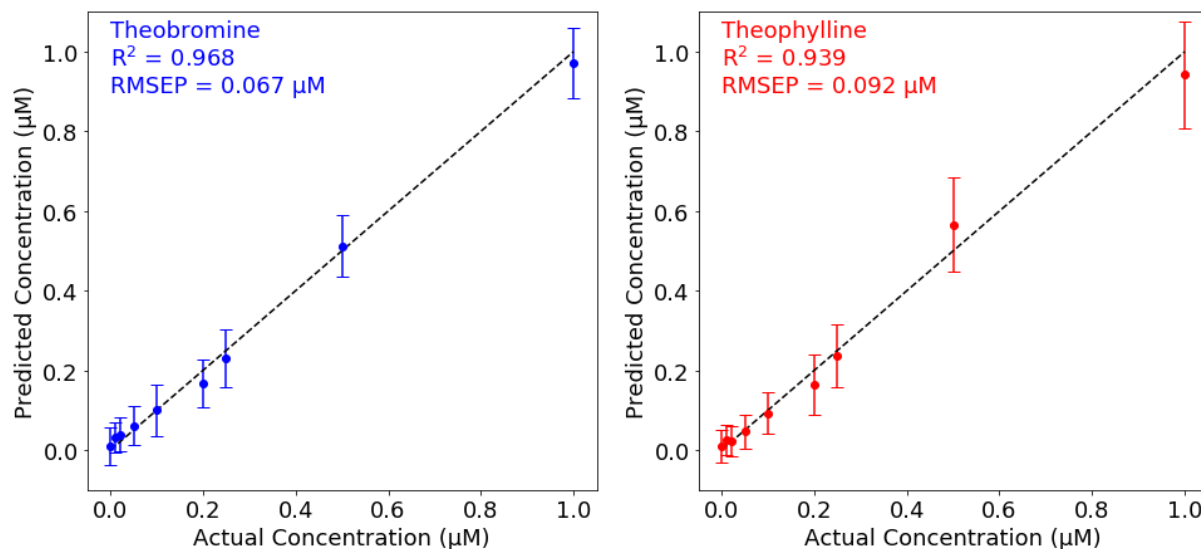 Theobromine
R² = 0.968
RMSEP = 0.067 μM
Predicted Concentration (μM)
1.0
0.8
0.6
0.4
0.2
0.0
0.0 0.2 0.4 0.6 0.8 1.0
Actual Concentration (μM)
Theophylline
R² = 0.939
RMSEP = 0.092 μM
Predicted Concentration (μM)
1.0
0.8
0.6
0.4
0.2
0.0
0.0 0.2 0.4 0.6 0.8 1.0
Actual Concentration (μM)